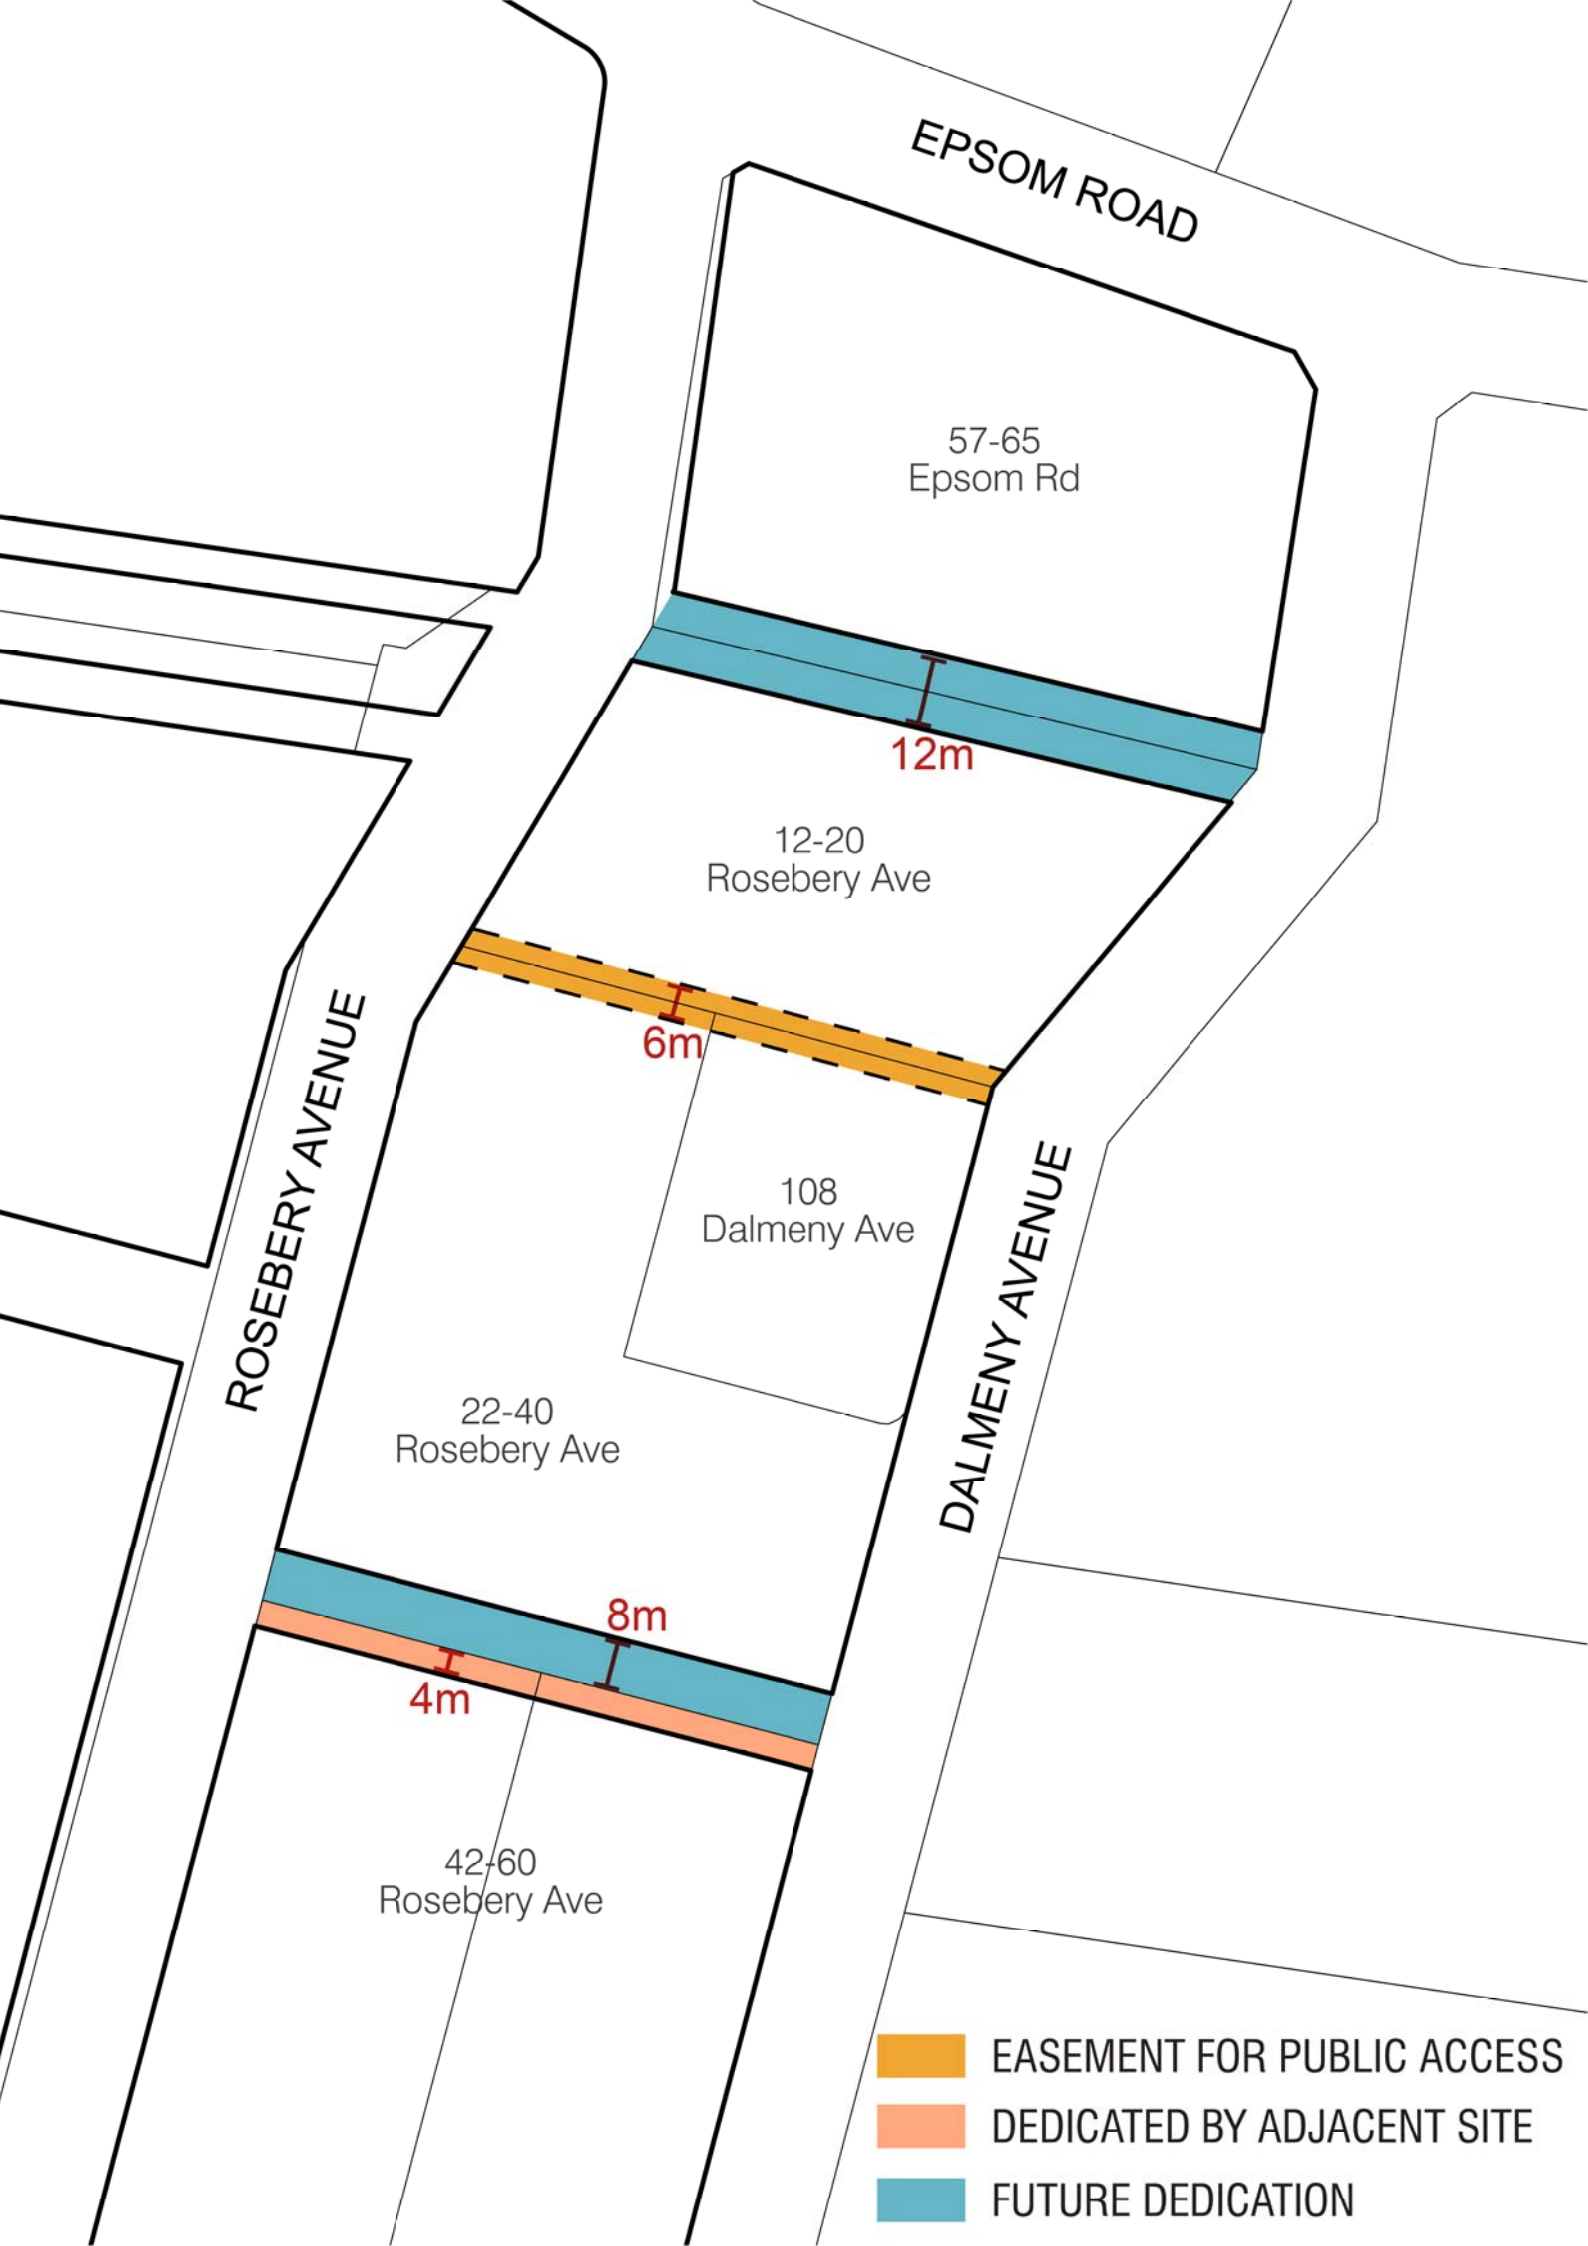 EPSOM ROAD
57-65
Epsom Rd
12m
12-20
Rosebery Ave
6m
ROSEBERY AVENUE
108
Dalmeny Ave
DALMENY AVENUE
22-40
Rosebery Ave
8m
4m
42-60
Rosebery Ave
EASEMENT FOR PUBLIC ACCESS
DEDICATED BY ADJACENT SITE
FUTURE DEDICATION